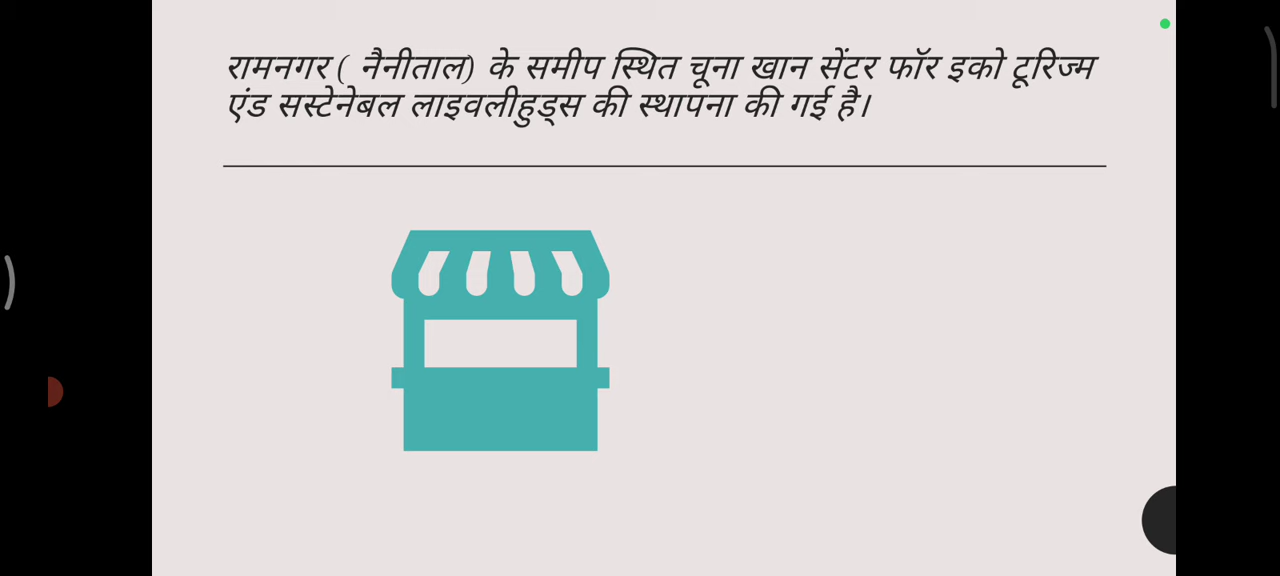 रामनगर ( नैनीताल) के समीप स्थित चूना खान सेंटर फॉर इको टूरिज्म
एंड सस्टेनेबल लाइवलीहुड्स की स्थापना की गई है।